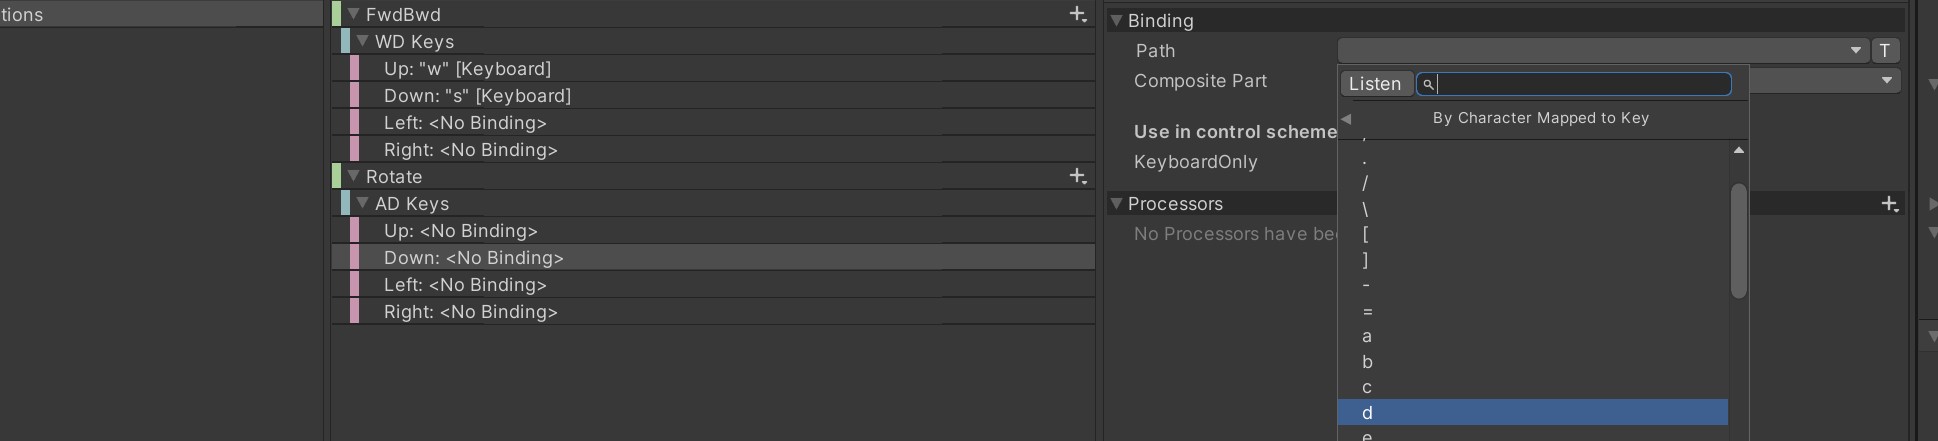 tions
FwdBwd
WD Keys
Up: "w" [Keyboard]
Down: "s" [Keyboard]
Left: <No Binding>
Right: <No Binding>
Rotate
AD Keys
Up: <No Binding>
Down: <No Binding>
Left: <No Binding>
Right: <No Binding>
Binding
Path
T
Composite Part
Listen
By Character Mapped to Key
Use in control scheme
KeyboardOnly
Processors
No Processors have bee
,
.
/
\
[
]
-
=
a
b
c
d
e